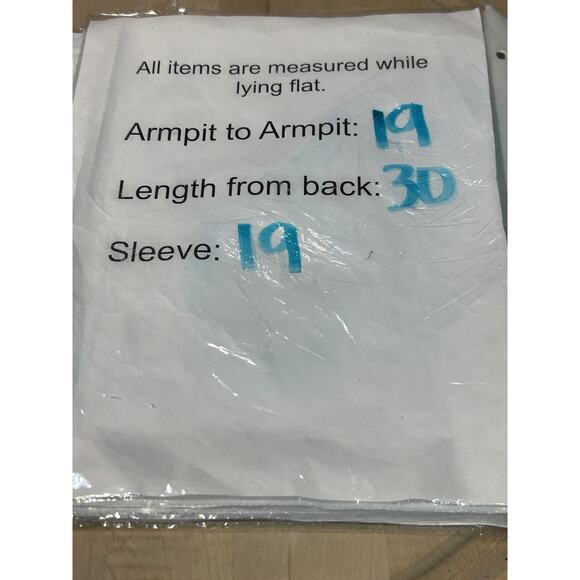 All items are measured while
lying flat.
Armpit to Armpit: 19
Length from back: 30
Sleeve: 19